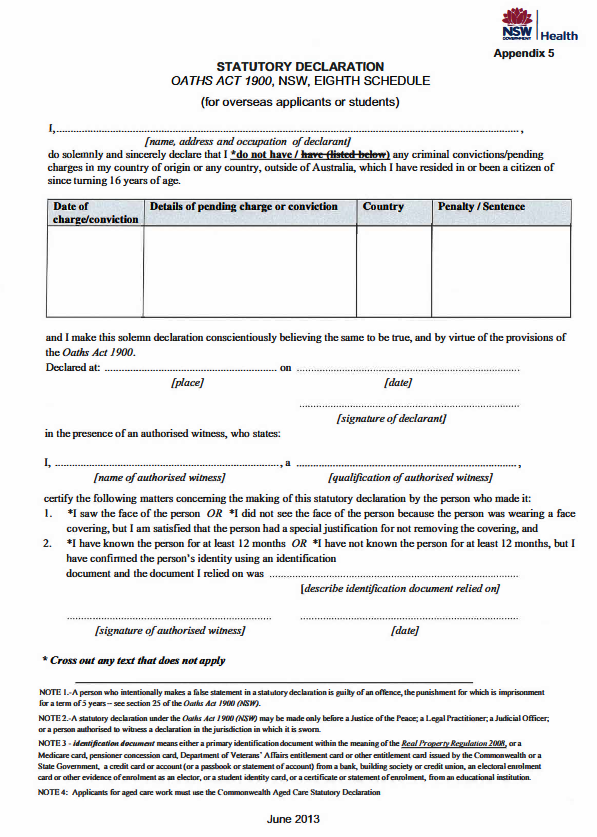 NSW
GOVERNMENT
Health
Appendix 5
STATUTORY DECLARATION
OATHS ACT 1900, NSW, EIGHTH SCHEDULE
(for overseas applicants or students)
I,.............................................................................................................................................................,
[name, address and occupation of declarant]
do solemnly and sincerely declare that I *do not have / have (listed below) any criminal convictions/pending
charges in my country of origin or any country, outside of Australia, which I have resided in or been a citizen of
since turning 16 years of age.
Date of charge/conviction Details of pending charge or conviction Country Penalty / Sentence
and I make this solemn declaration conscientiously believing the same to be true, and by virtue of the provisions of
the Oaths Act 1900.
Declared at: .......................................................... on ...........................................................................
[place] [date]
...........................................................................
[signature of declarant]
in the presence of an authorised witness, who states:
I, ............................................................................, a ...........................................................................,
[name of authorised witness] [qualification of authorised witness]
certify the following matters concerning the making of this statutory declaration by the person who made it:
1. *I saw the face of the person OR *I did not see the face of the person because the person was wearing a face
covering, but I am satisfied that the person had a special justification for not removing the covering, and
2. *I have known the person for at least 12 months OR *I have not known the person for at least 12 months, but I
have confirmed the person's identity using an identification
document and the document I relied on was ....................................................................................
[describe identification document relied on]
..................................................................... ...........................................................................
[signature of authorised witness] [date]
* Cross out any text that does not apply
NOTE 1.-A person who intentionally makes a false statement in a statutory declaration is guilty of an offence, the punishment for which is imprisonment
for a term of 5 years – see section 25 of the Oaths Act 1900 (NSW).
NOTE 2.-A statutory declaration under the Oaths Act 1900 (NSW) may be made only before a Justice of the Peace; a Legal Practitioner; a Judicial Officer;
or a person authorised to witness a declaration in the jurisdiction in which it is sworn.
NOTE 3 - identification document means either a primary identification document within the meaning of the Real Property Regulation 2008, or a
Medicare card, pensioner concession card, Department of Veterans' Affairs entitlement card or other entitlement card issued by the Commonwealth or a
State Government, a credit card or account (or a passbook or statement of account) from a bank, building society or credit union, an electoral enrolment
card or other evidence of enrolment as an elector, or a student identity card, or a certificate or statement of enrolment, from an educational institution.
NOTE 4: Applicants for aged care work must use the Commonwealth Aged Care Statutory Declaration
June 2013